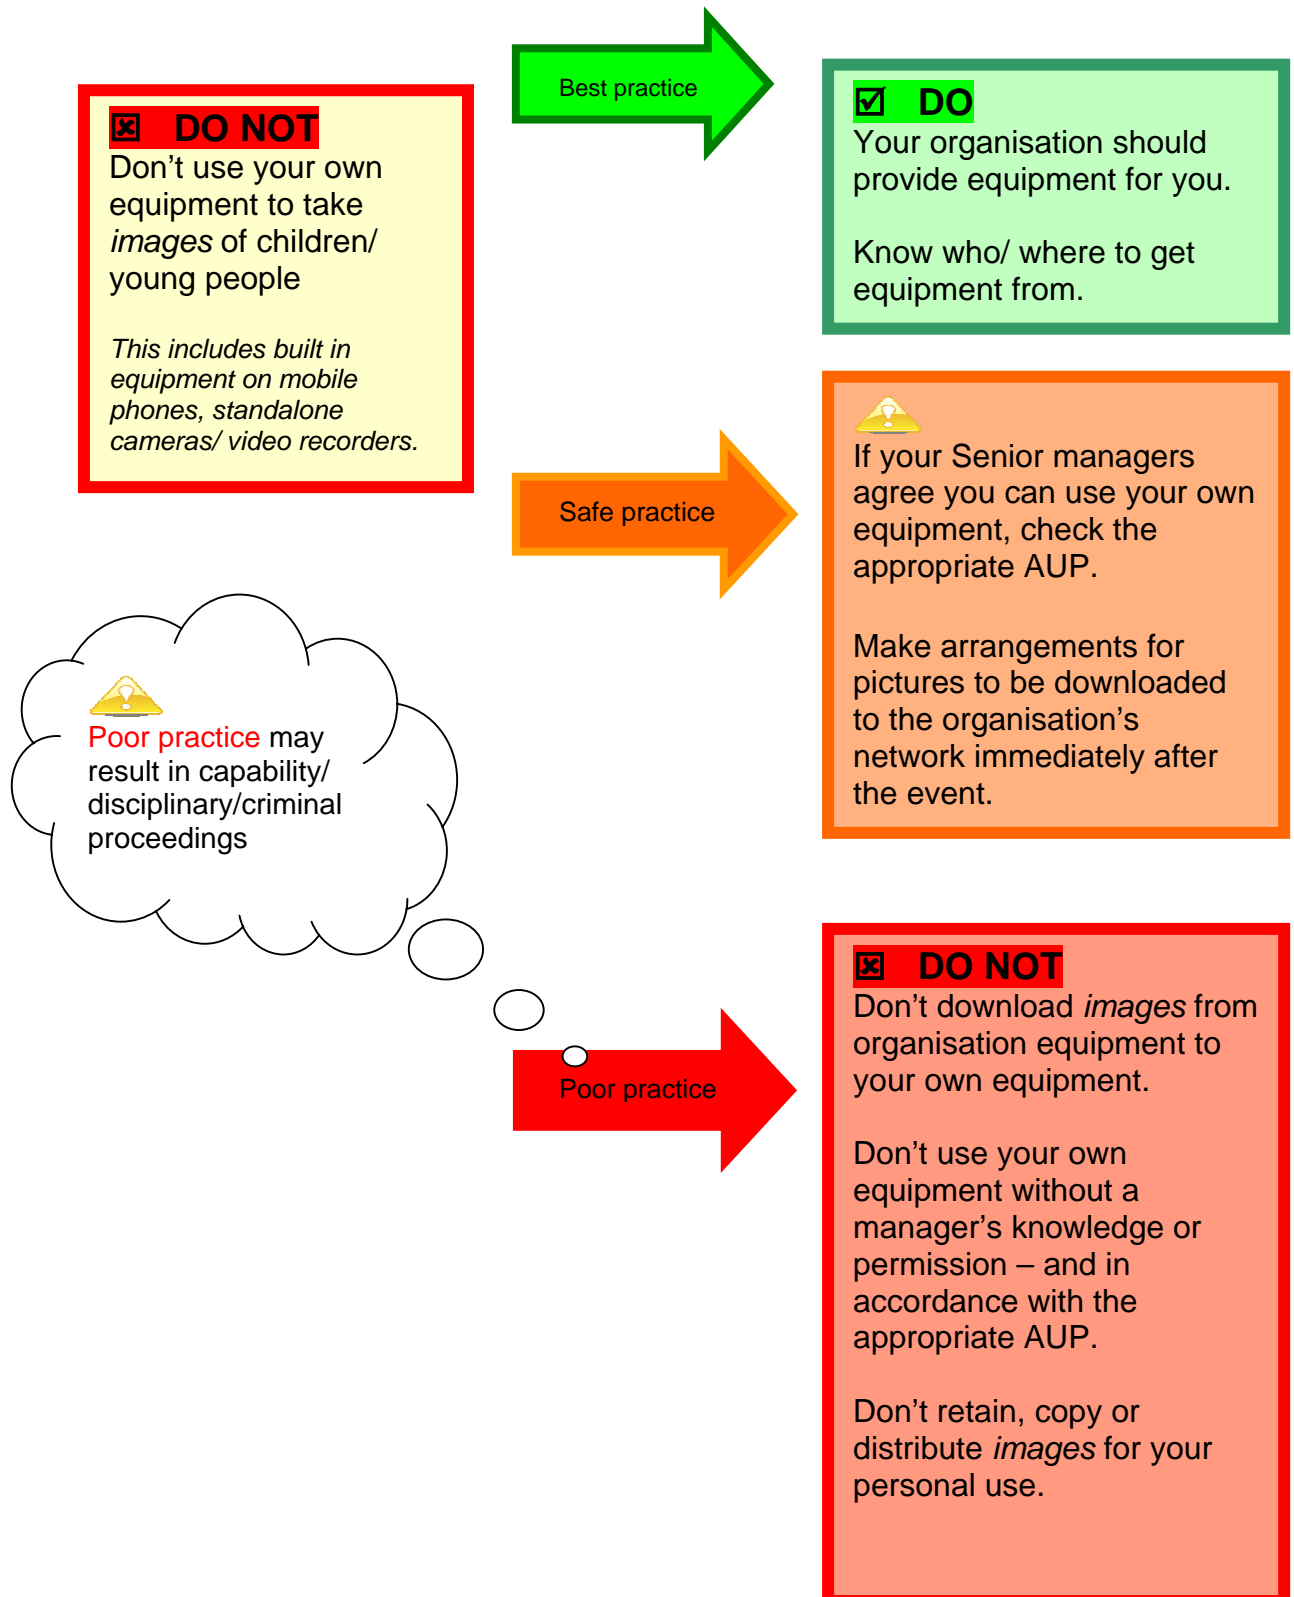 ☒ DO NOT
Don’t use your own
equipment to take
images of children/
young people
This includes built in
equipment on mobile
phones, standalone
cameras/ video recorders.
Best practice
☑ DO
Your organisation should
provide equipment for you.
Know who/ where to get
equipment from.
Safe practice
If your Senior managers
agree you can use your own
equipment, check the
appropriate AUP.
Make arrangements for
pictures to be downloaded
to the organisation’s
network immediately after
the event.
Poor practice may
result in capability/
disciplinary/criminal
proceedings
Poor practice
☒ DO NOT
Don’t download images from
organisation equipment to
your own equipment.
Don’t use your own
equipment without a
manager’s knowledge or
permission – and in
accordance with the
appropriate AUP.
Don’t retain, copy or
distribute images for your
personal use.